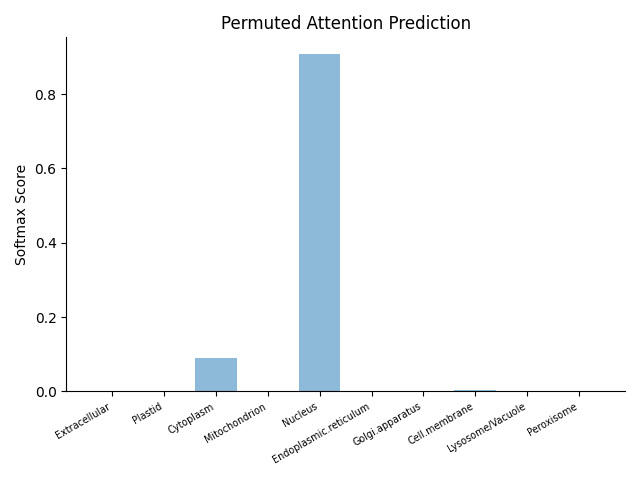 Permuted Attention Prediction
Softmax Score
0.8
0.6
0.4
0.2
0.0
Extracellular
Plastid
Cytoplasm
Mitochondrion
Nucleus
Endoplasmic.reticulum
Golgi.apparatus
Cell.membrane
Lysosome/Vacuole
Peroxisome